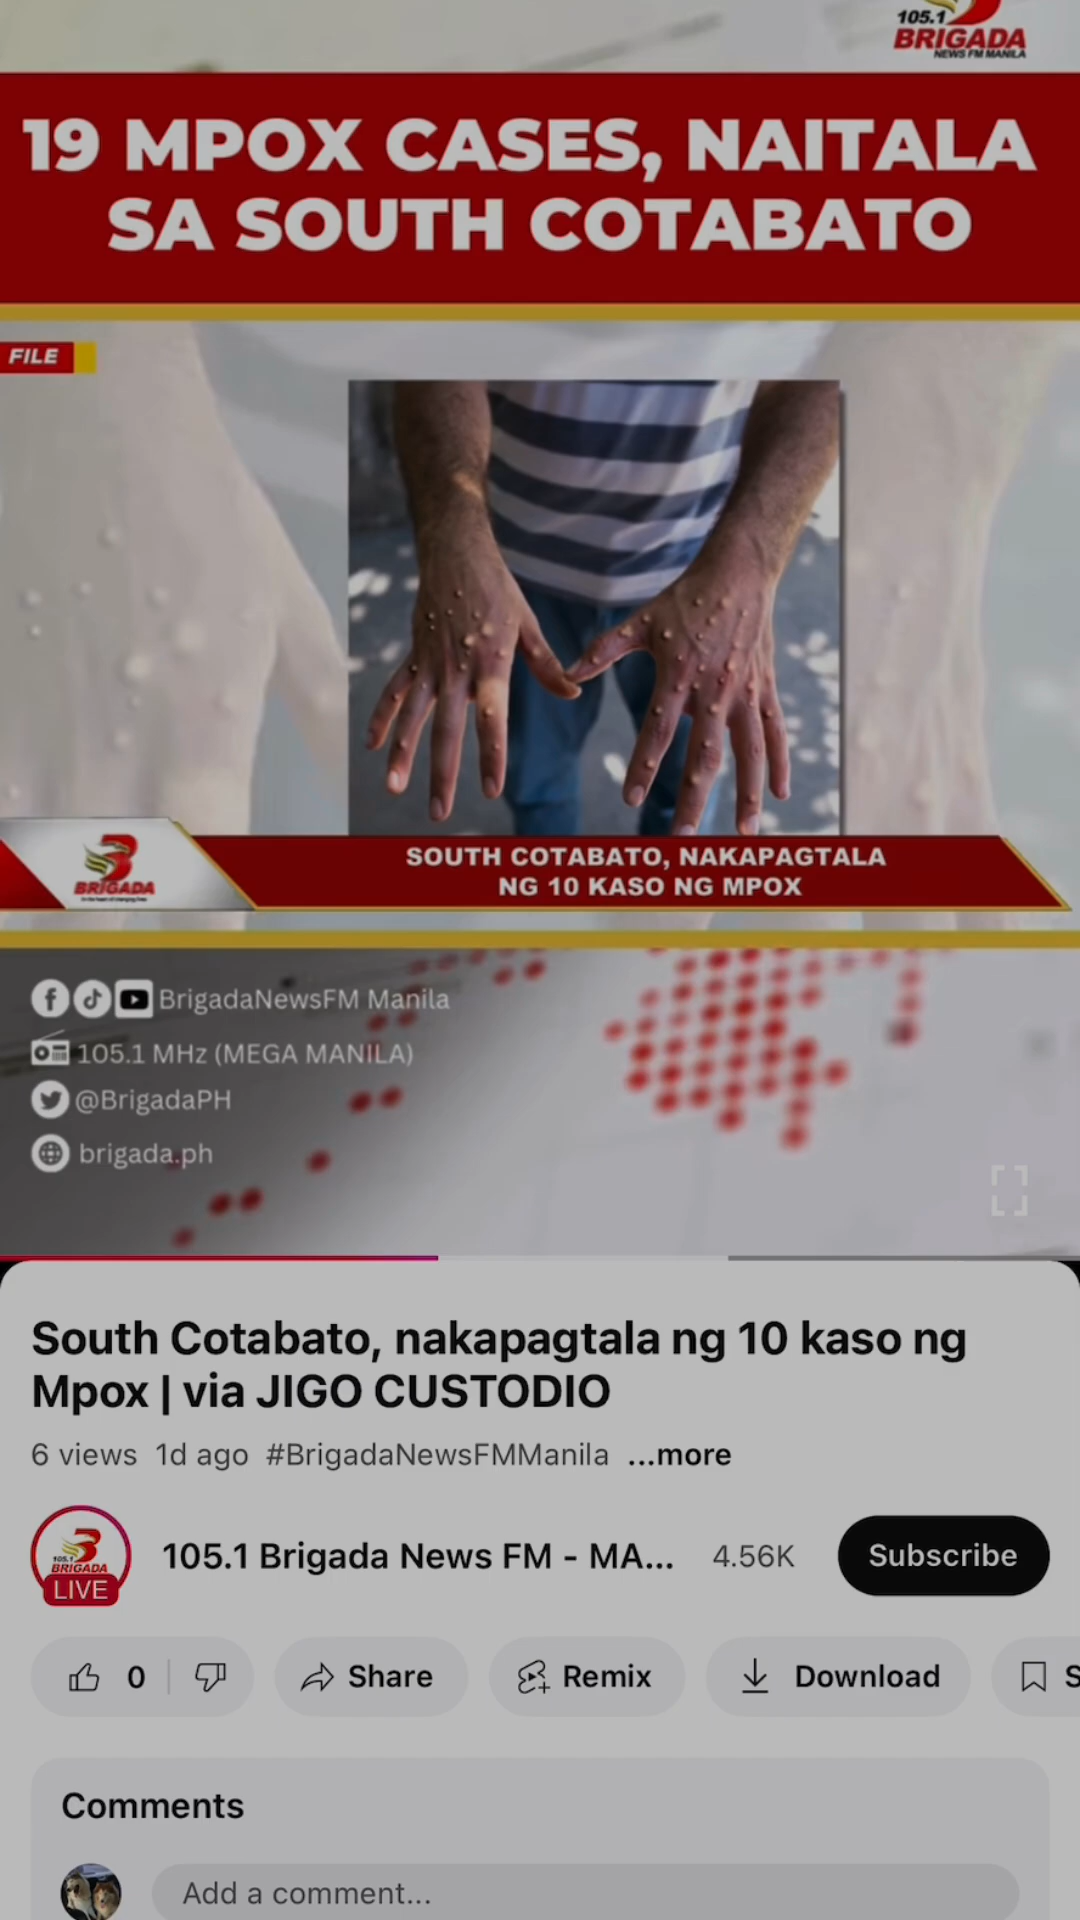 105.1
BRIGADA
NEWS FM MANILA
19 MPOX CASES, NAITALA
SA SOUTH COTABATO
FILE
SOUTH COTABATO, NAKAPAGTALA
NG 10 KASO NG MPOX
BRIGADA
BrigadaNewsFM Manila
105.1 MHz (MEGA MANILA)
@BrigadaPH
brigada.ph
South Cotabato, nakapagtala ng 10 kaso ng
Mpox | via JIGO CUSTODIO
6 views 1d ago #BrigadaNewsFMManila ...more
105.1
BRIGADA
LIVE
105.1 Brigada News FM - MA... 4.56K Subscribe
0 Share Remix Download S
Comments
Add a comment...